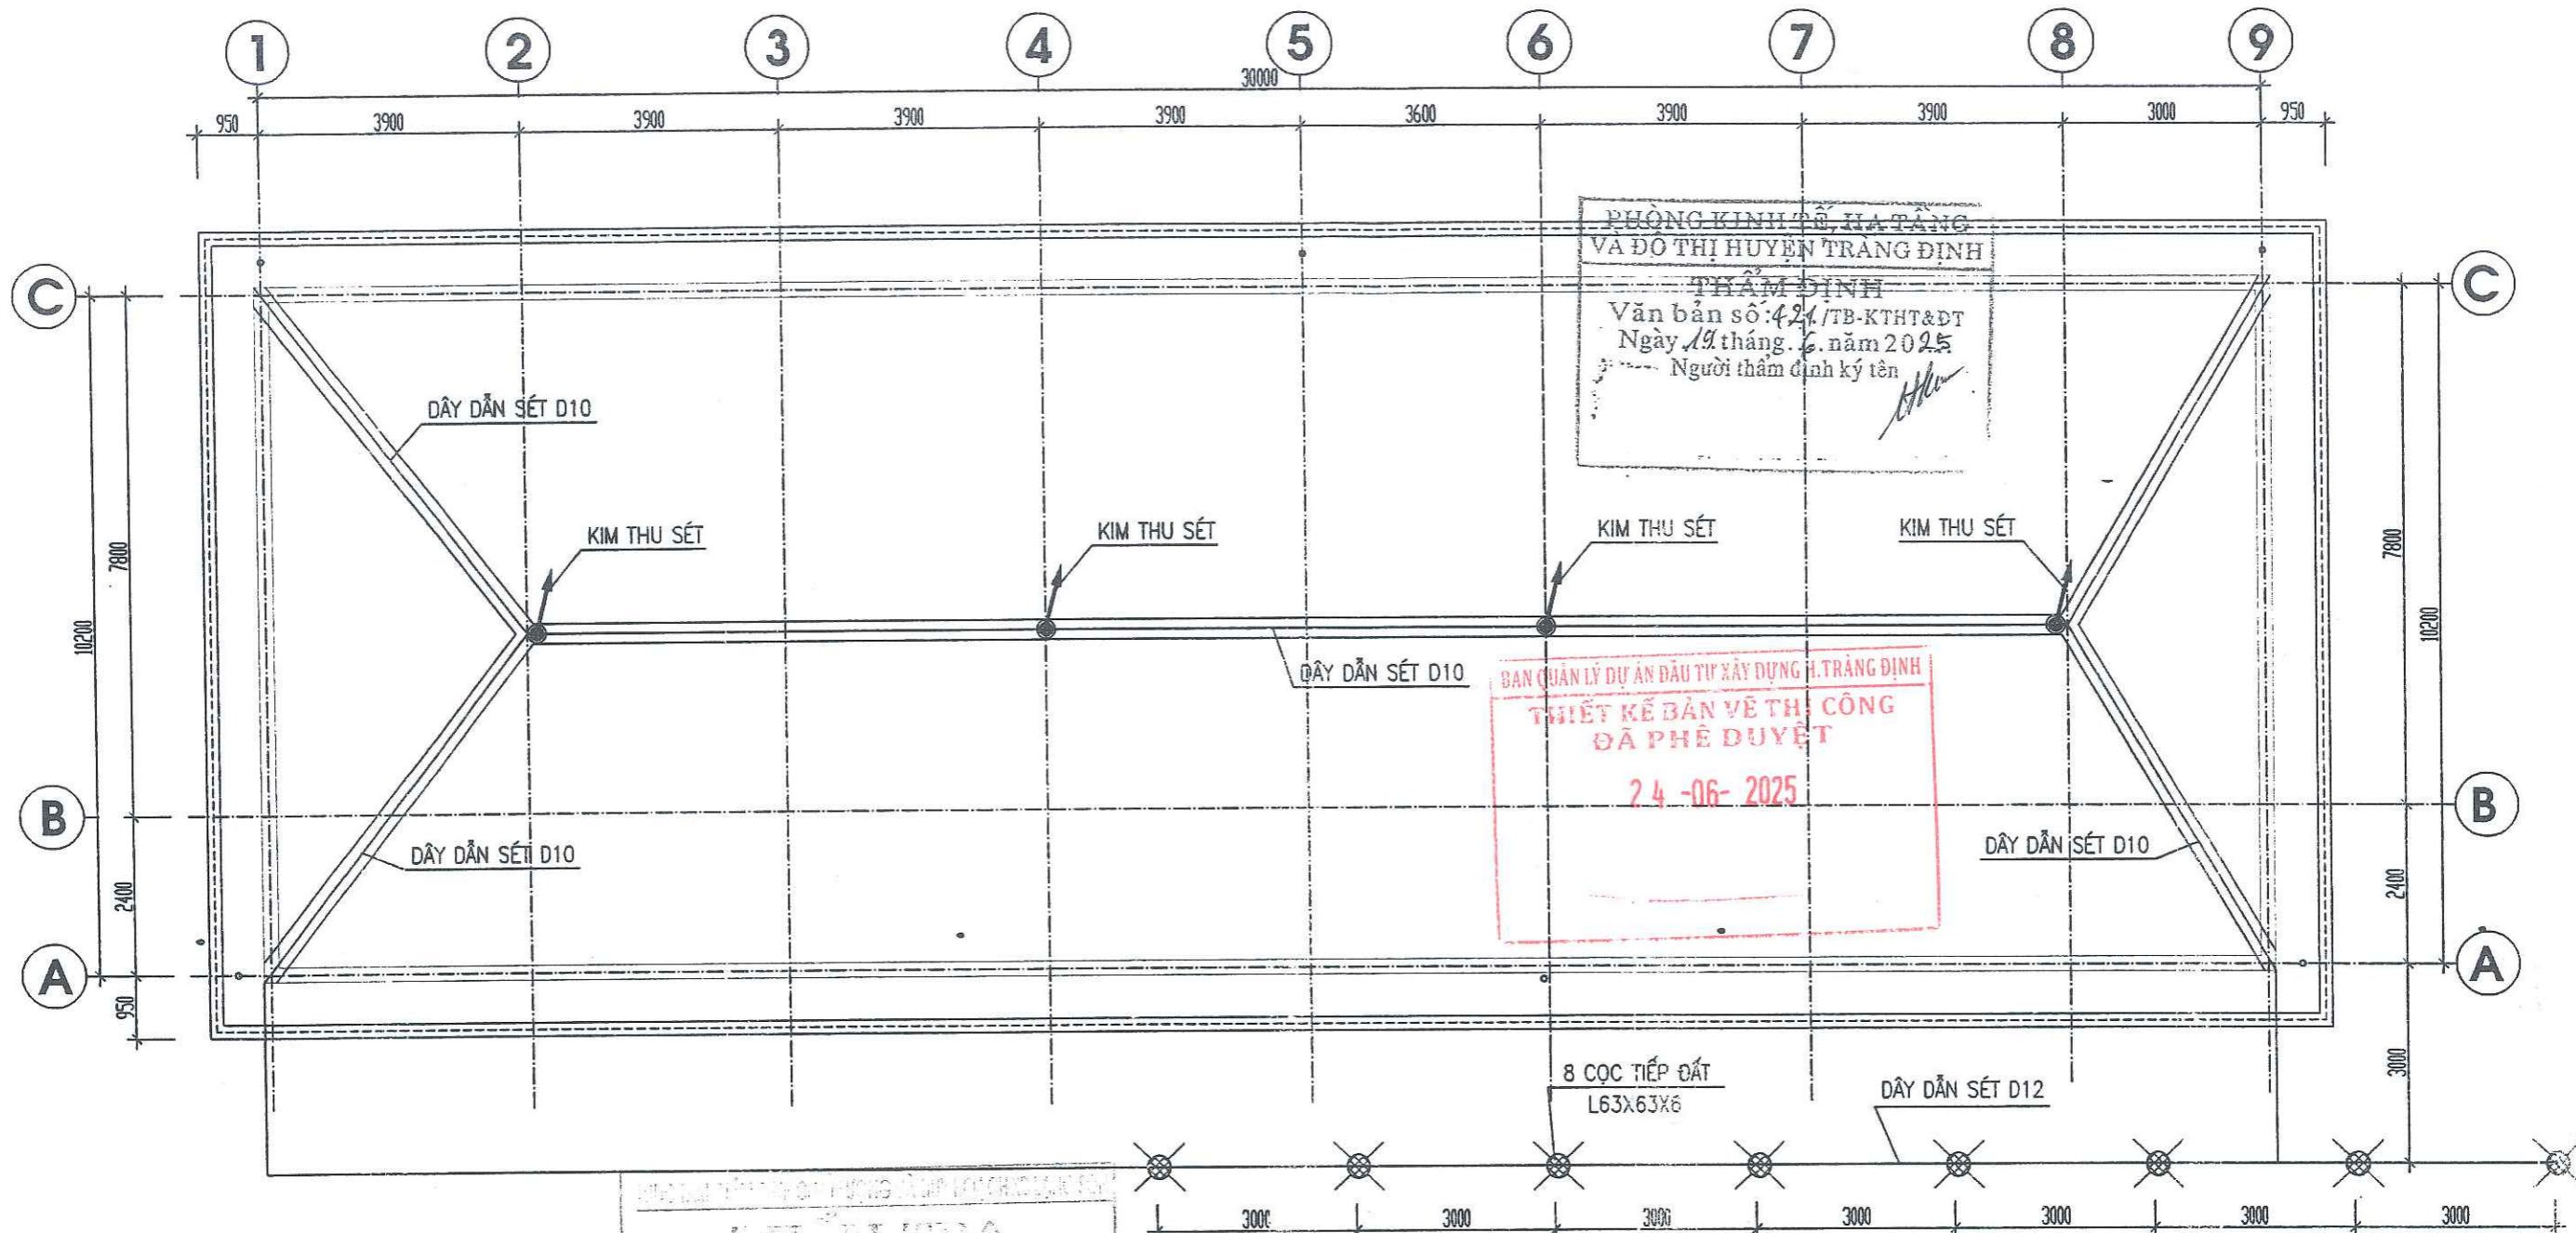 1 2 3 4 5 6 7 8 9
30000
950 3900 3900 3900 3900 3600 3900 3900 3000 950
PHÒNG KINH TẾ, HẠ TẦNG
VÀ ĐÔ THỊ HUYỆN TRÀNG ĐỊNH
THẨM ĐỊNH
Văn bản số: 421/TB-KTHT&ĐT
Ngày 19 tháng 6 năm 2025
Người thẩm định ký tên
C C
DÂY DẪN SÉT D10
KIM THU SÉT KIM THU SÉT KIM THU SÉT KIM THU SÉT
7800 7800
10200 10200
DÂY DẪN SÉT D10
BAN QUẢN LÝ DỰ ÁN ĐẦU TƯ XÂY DỰNG H.TRÀNG ĐỊNH
THIẾT KẾ BẢN VẼ THI CÔNG
ĐÃ PHÊ DUYỆT
24 -06- 2025
B B
DÂY DẪN SÉT D10 DÂY DẪN SÉT D10
2400 2400
A A
950
3000
8 CỌC TIẾP ĐẤT
L63X63X6
DÂY DẪN SÉT D12
3000 3000 3000 3000 3000 3000 3000